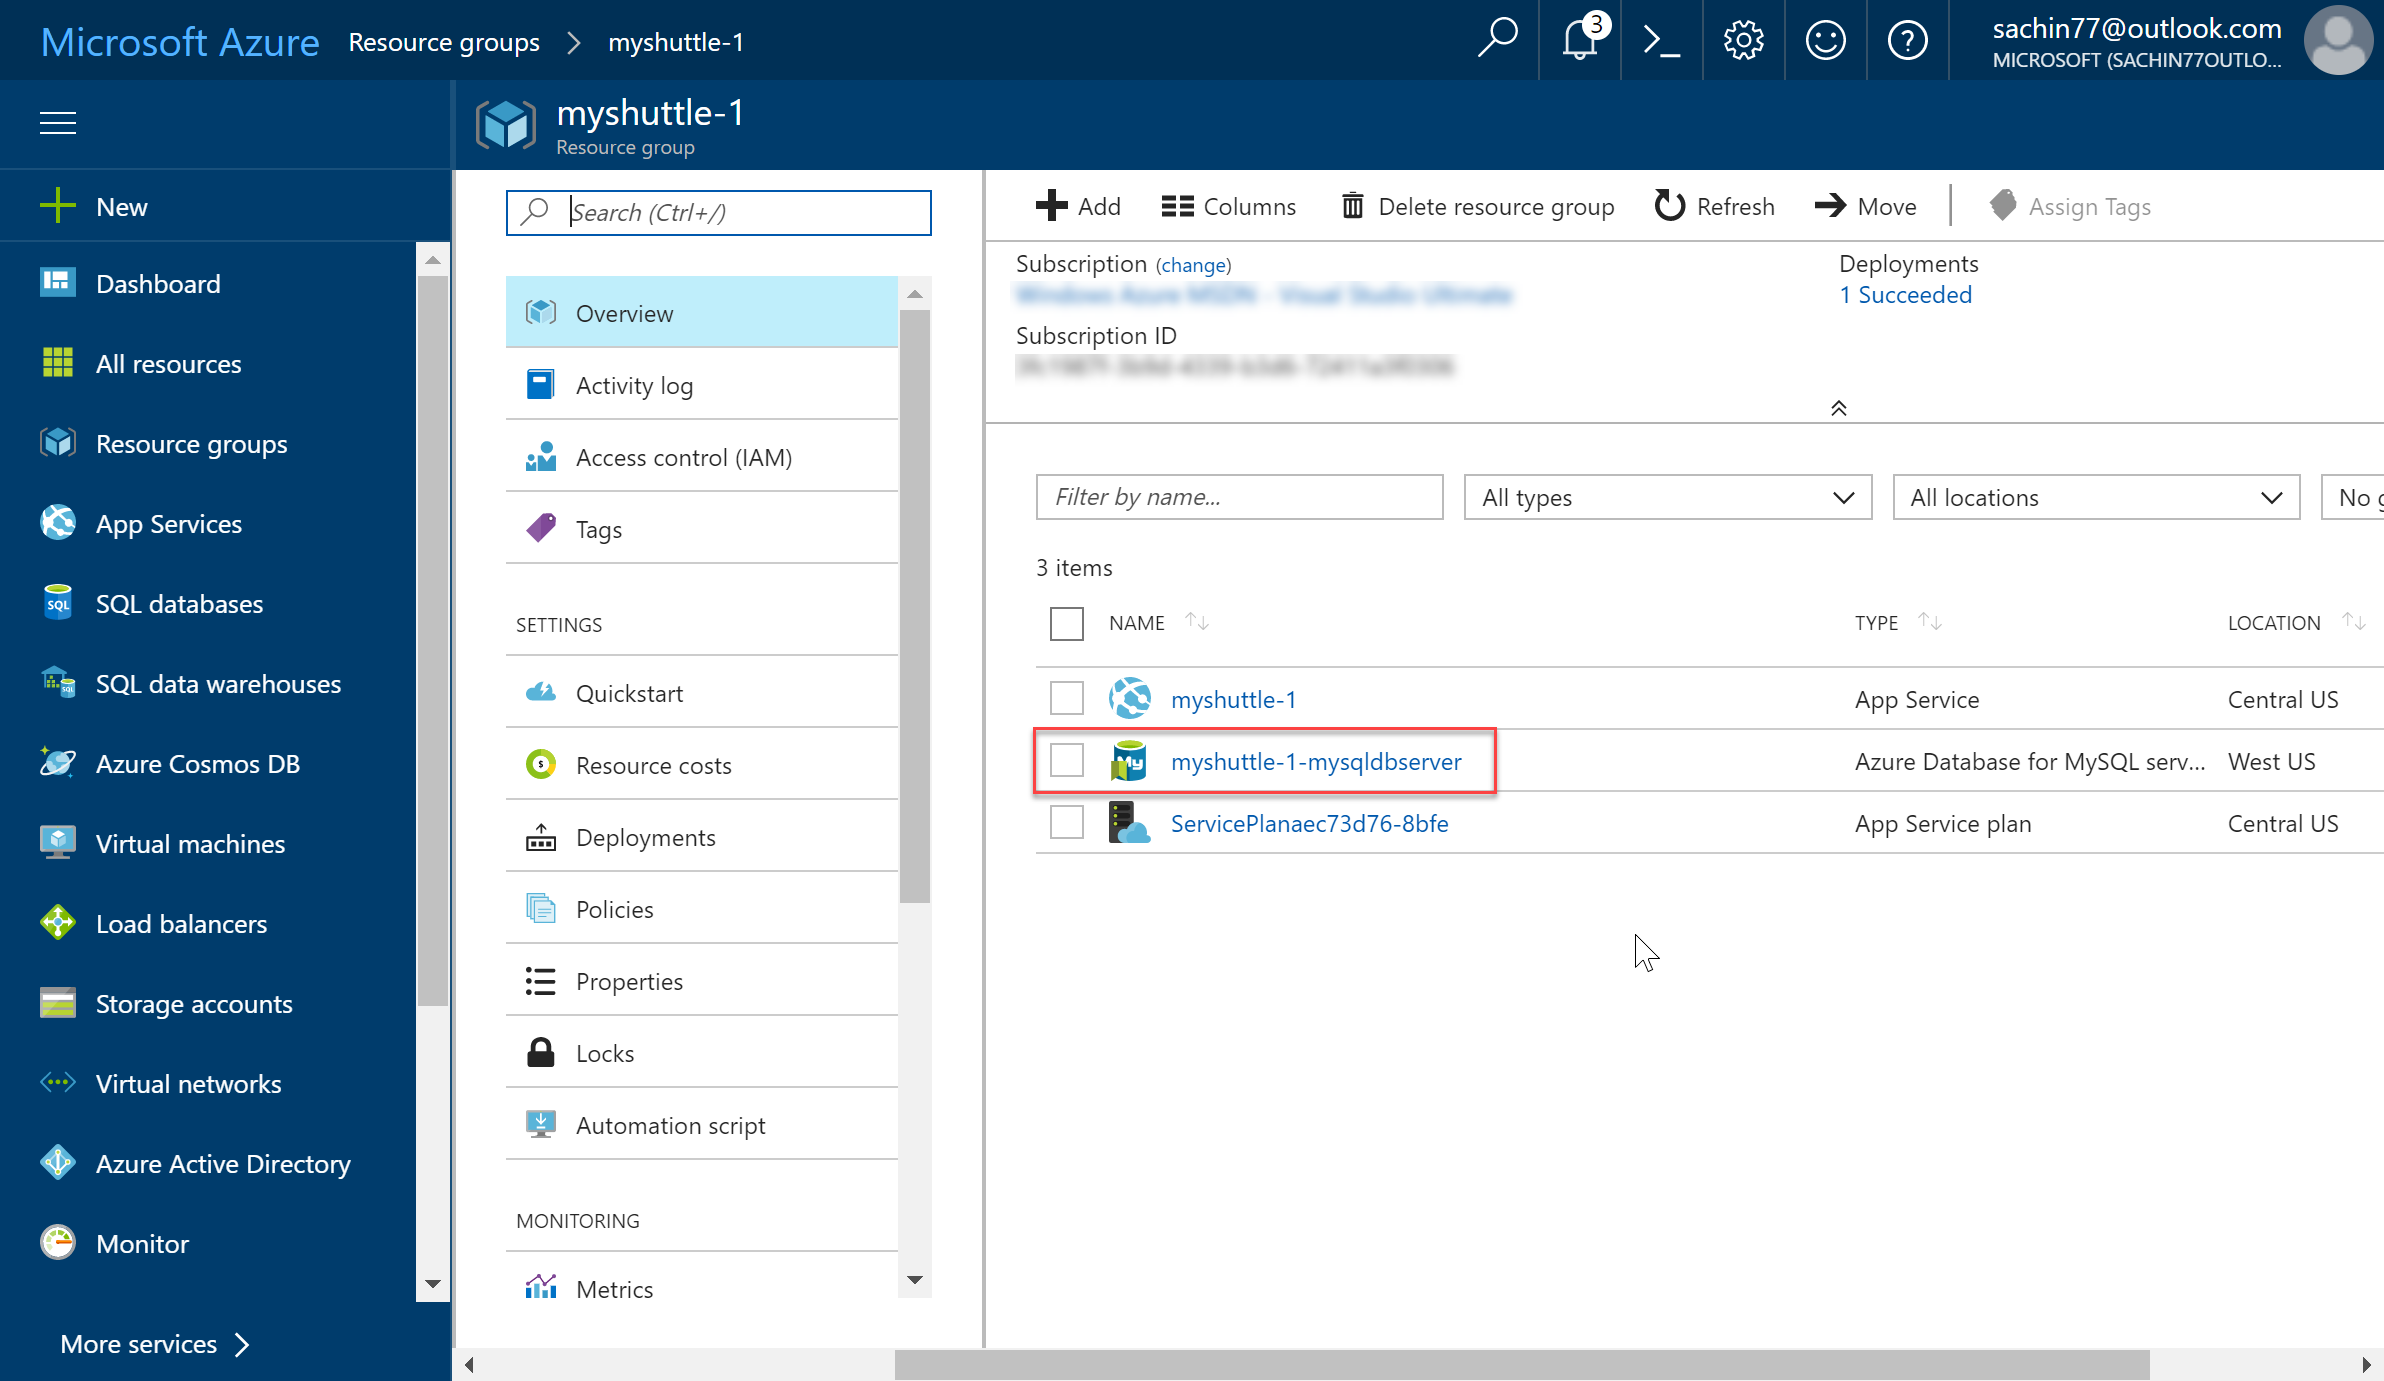 Microsoft Azure Resource groups > myshuttle-1
3
sachin77@outlook.com
MICROSOFT (SACHIN77OUTLO...
myshuttle-1
Resource group
New
Dashboard
All resources
Resource groups
App Services
SQL databases
SQL data warehouses
Azure Cosmos DB
Virtual machines
Load balancers
Storage accounts
Virtual networks
Azure Active Directory
Monitor
More services >
Search (Ctrl+/)
Overview
Activity log
Access control (IAM)
Tags
SETTINGS
Quickstart
Resource costs
Deployments
Policies
Properties
Locks
Automation script
MONITORING
Metrics
Add Columns Delete resource group Refresh Move Assign Tags
Subscription (change)
Windows Azure MSDN - Visual Studio Ultimate
Subscription ID
Deployments
1 Succeeded
Filter by name... All types All locations No
3 items
NAME TYPE LOCATION
myshuttle-1 App Service Central US
myshuttle-1-mysqldbserver Azure Database for MySQL serv... West US
ServicePlanaec73d76-8bfe App Service plan Central US